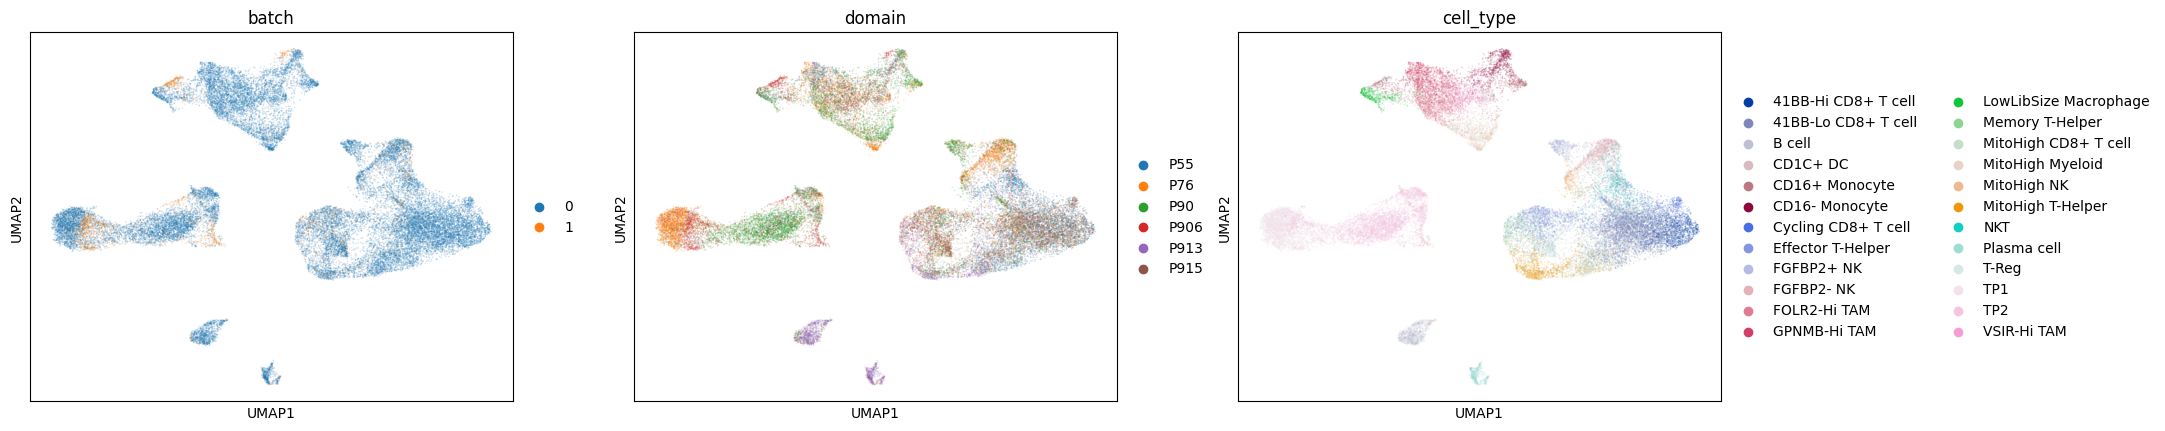 batch
UMAP2
UMAP1
0
1
domain
UMAP2
UMAP1
P55
P76
P90
P906
P913
P915
cell_type
UMAP2
UMAP1
41BB-Hi CD8+ T cell
41BB-Lo CD8+ T cell
B cell
CD1C+ DC
CD16+ Monocyte
CD16- Monocyte
Cycling CD8+ T cell
Effector T-Helper
FGFBP2+ NK
FGFBP2- NK
FOLR2-Hi TAM
GPNMB-Hi TAM
LowLibSize Macrophage
Memory T-Helper
MitoHigh CD8+ T cell
MitoHigh Myeloid
MitoHigh NK
MitoHigh T-Helper
NKT
Plasma cell
T-Reg
TP1
TP2
VSIR-Hi TAM